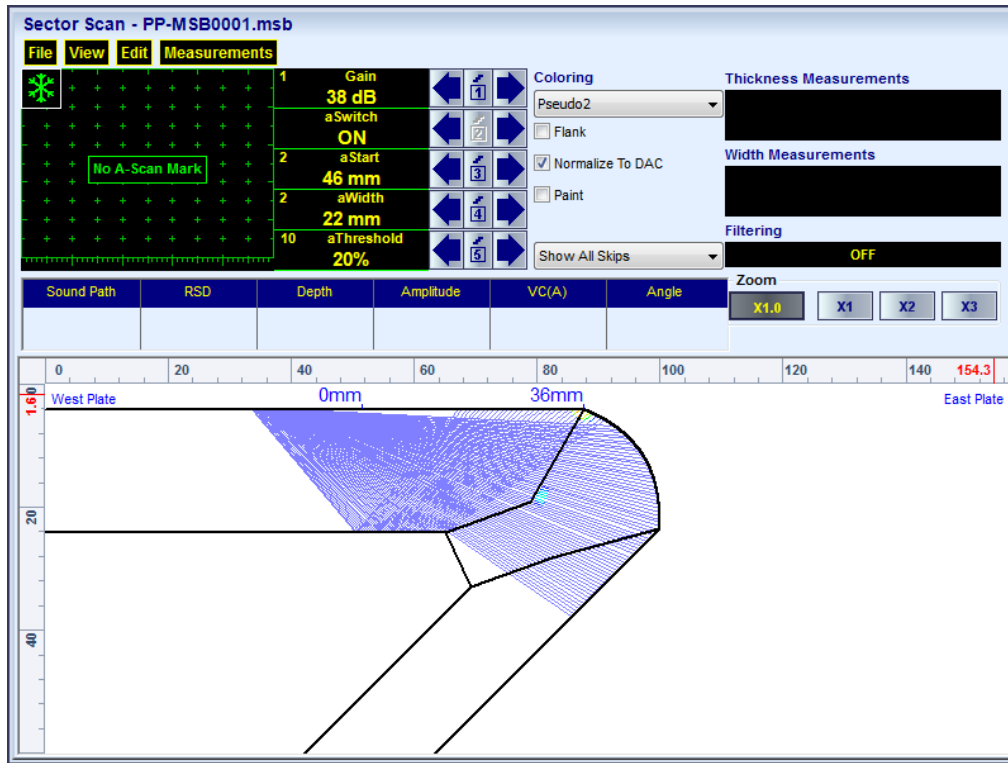 Sector Scan - PP-MSB0001.msb
File View Edit Measurements
No A-Scan Mark
1 Gain
38 dB
1
aSwitch
ON
2
2 aStart
46 mm
3
2 aWidth
22 mm
4
10 aThreshold
20%
5
Coloring
Pseudo2
Flank
Normalize To DAC
Paint
Show All Skips
Thickness Measurements
Width Measurements
Filtering
OFF
Zoom
X1.0 X1 X2 X3
Sound Path RSD Depth Amplitude VC(A) Angle
0 20 40 60 80 100 120 140 154.3
0
1.6
20
40
West Plate 0mm 36mm East Plate